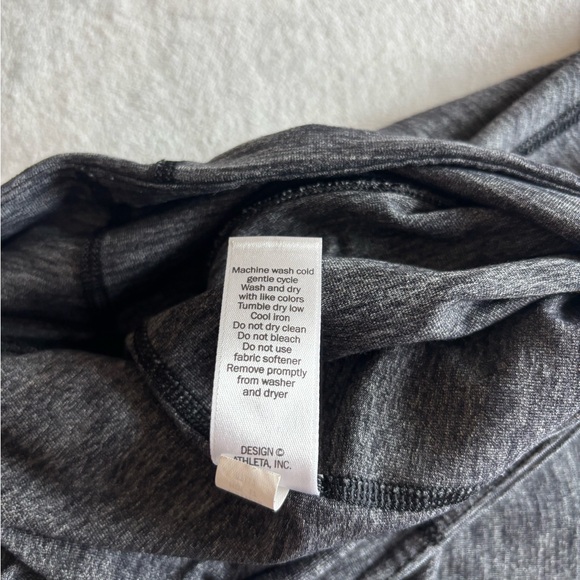 Machine wash cold
gentle cycle
Wash and dry
with like colors
Tumble dry low
Cool Iron
Do not dry clean
Do not bleach
Do not use
fabric softener
Remove promptly
from washer
and dryer
DESIGN ©
ATHLETA, INC.